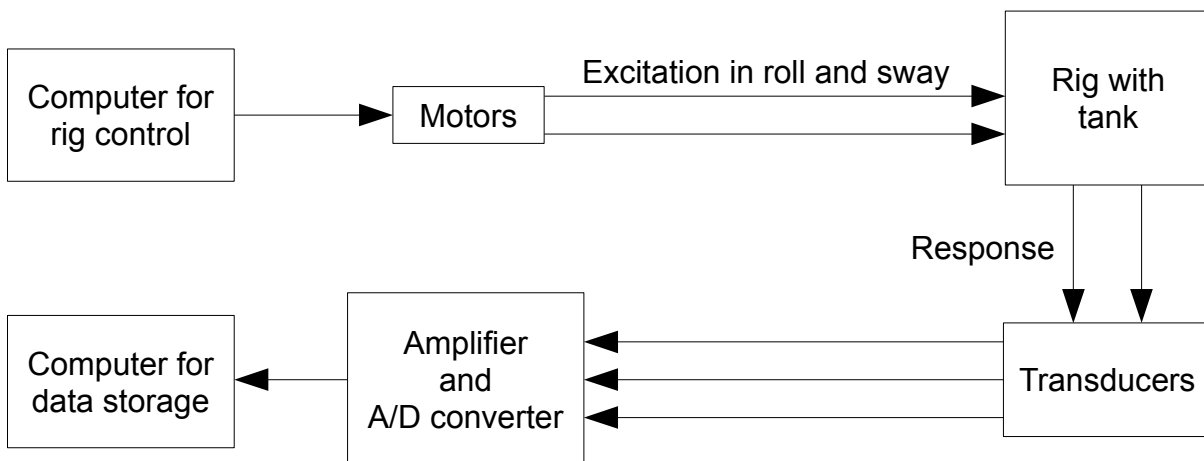 Computer for
rig control
Motors
Excitation in roll and sway
Rig with
tank
Response
Transducers
Amplifier
and
A/D converter
Computer for
data storage